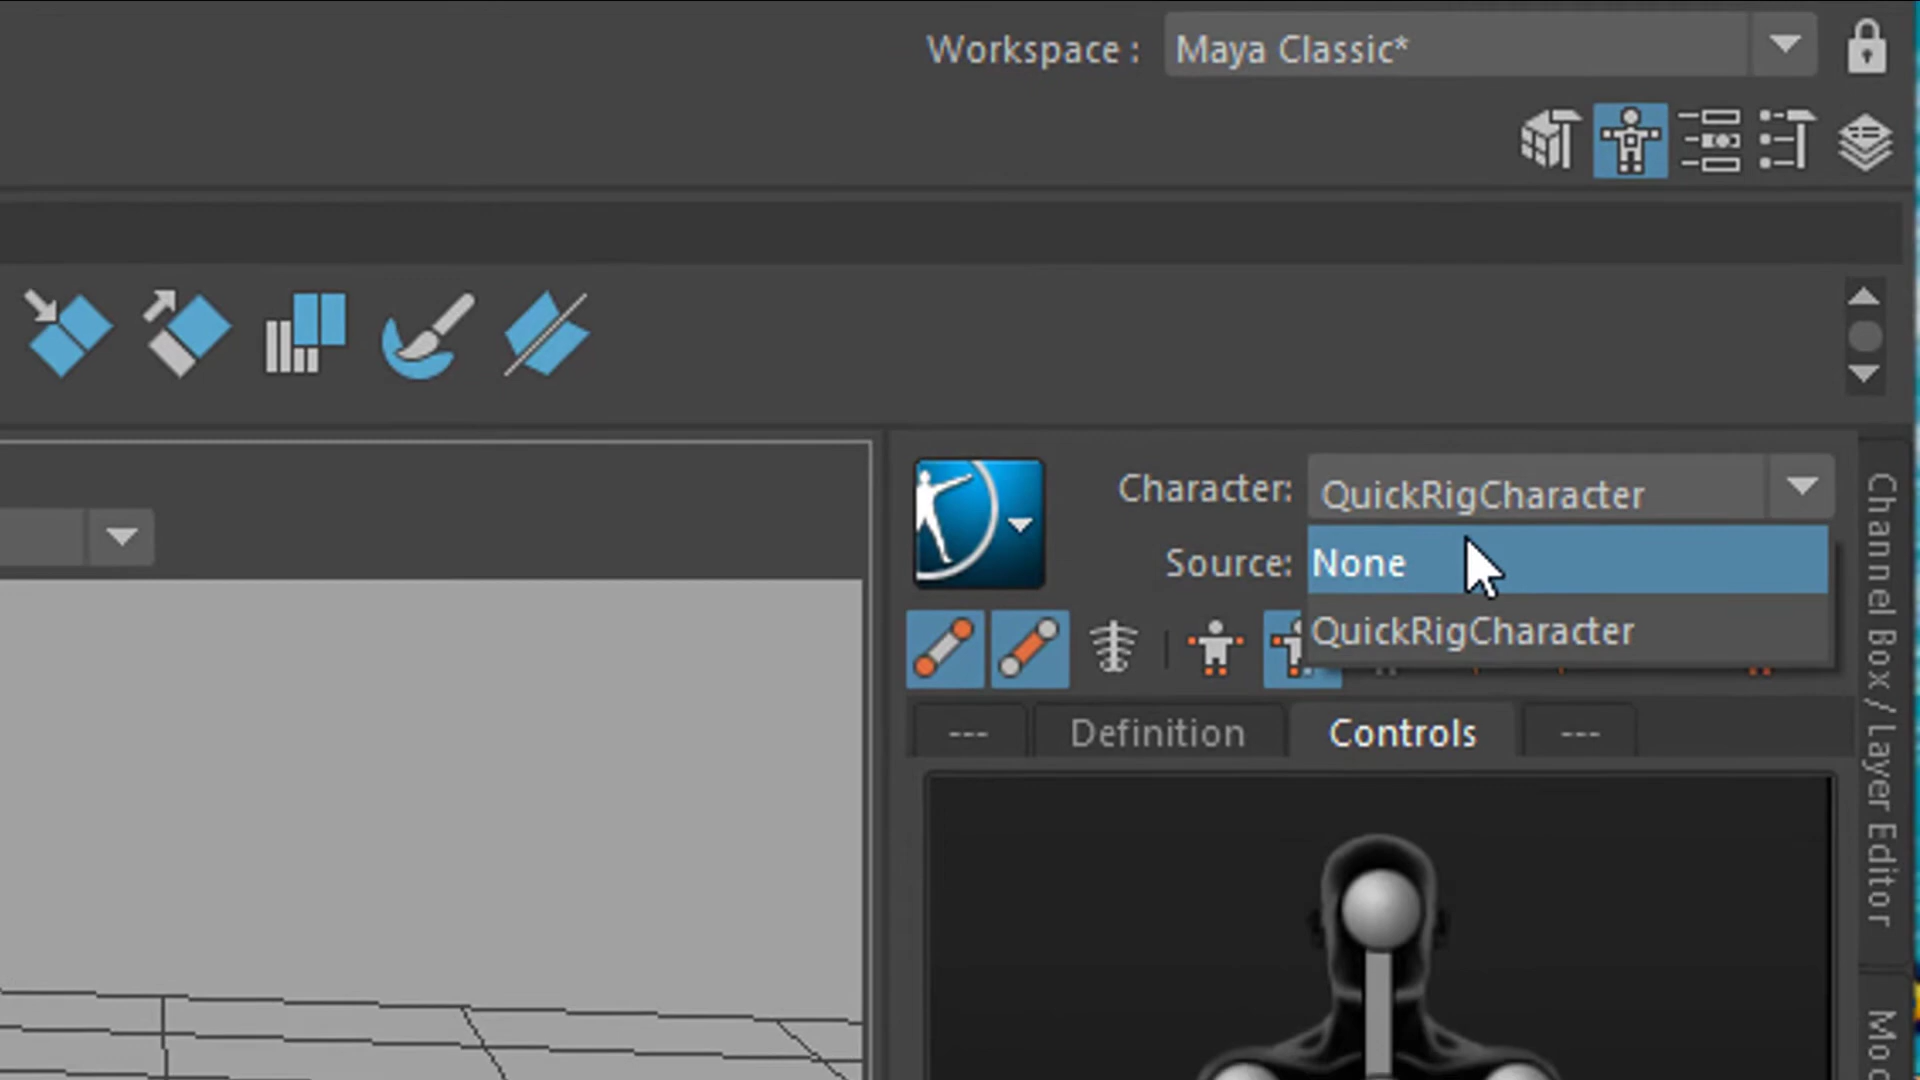 Workspace :
Maya Classic*
Character:
QuickRigCharacter
Source:
None
QuickRigCharacter
---
Definition
Controls
---
Channel Box / Layer Editor